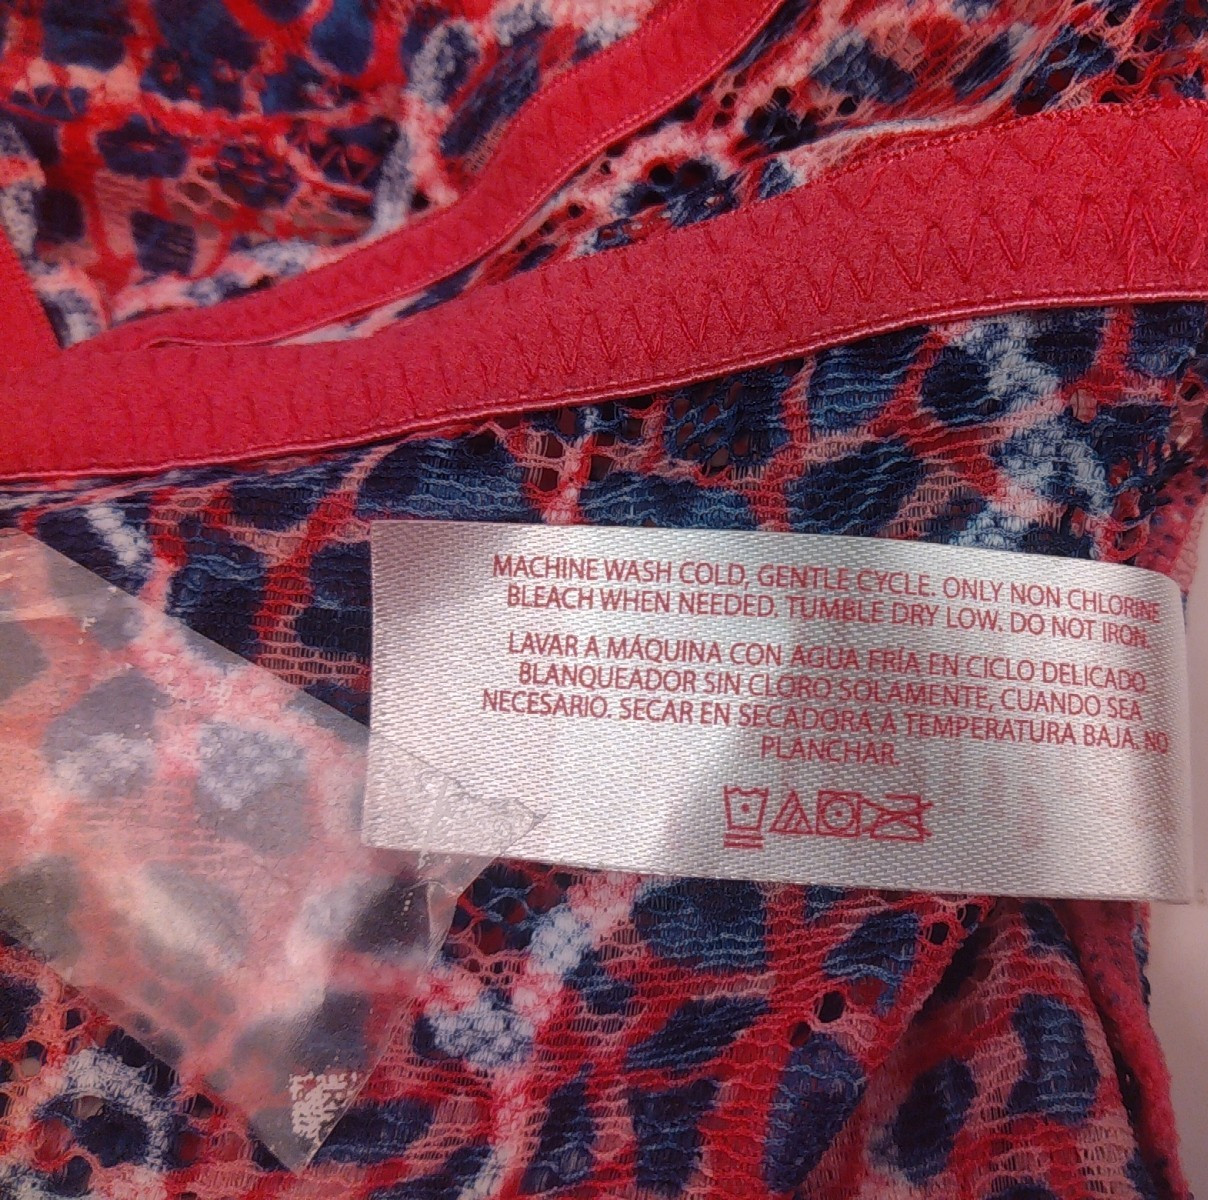 MACHINE WASH COLD, GENTLE CYCLE. ONLY NON CHLORINE
BLEACH WHEN NEEDED. TUMBLE DRY LOW. DO NOT IRON.
LAVAR A MÁQUINA CON AGUA FRÍA EN CICLO DELICADO
BLANQUEADOR SIN CLORO SOLAMENTE, CUANDO SEA
NECESARIO. SECAR EN SECADORA A TEMPERATURA BAJA. NO
PLANCHAR.